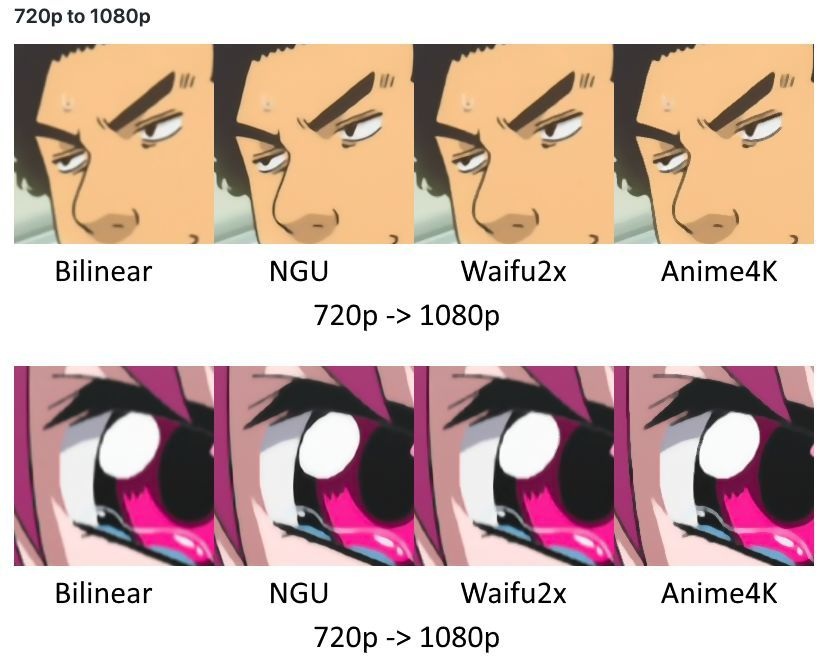 720p to 1080p
Bilinear NGU Waifu2x Anime4K
720p -> 1080p
Bilinear NGU Waifu2x Anime4K
720p -> 1080p